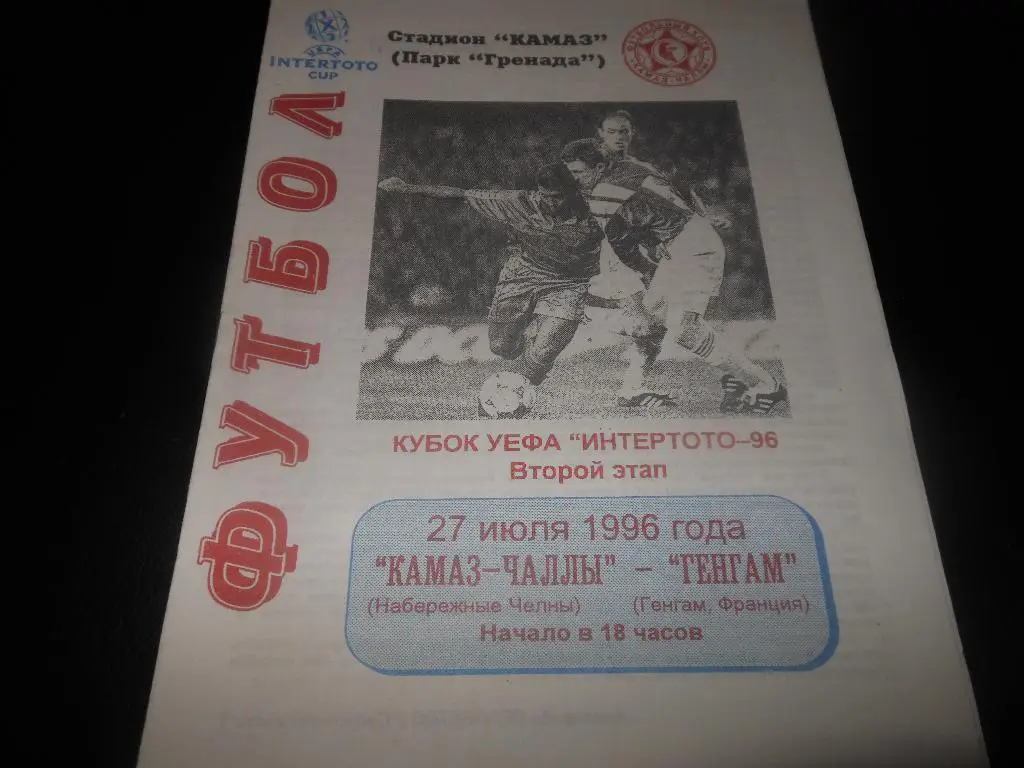 UEFA
INTERTOTO
CUP
Стадион “КАМАЗ”
(Парк “Гренада”)
ФУТБОЛ
КУБОК УЕФА “ИНТЕРТОТО–96
Второй этап
27 июля 1996 года
“КАМАЗ–ЧАЛЛЫ” – “ГЕНГАМ”
(Набережные Челны) (Генгам, Франция)
Начало в 18 часов